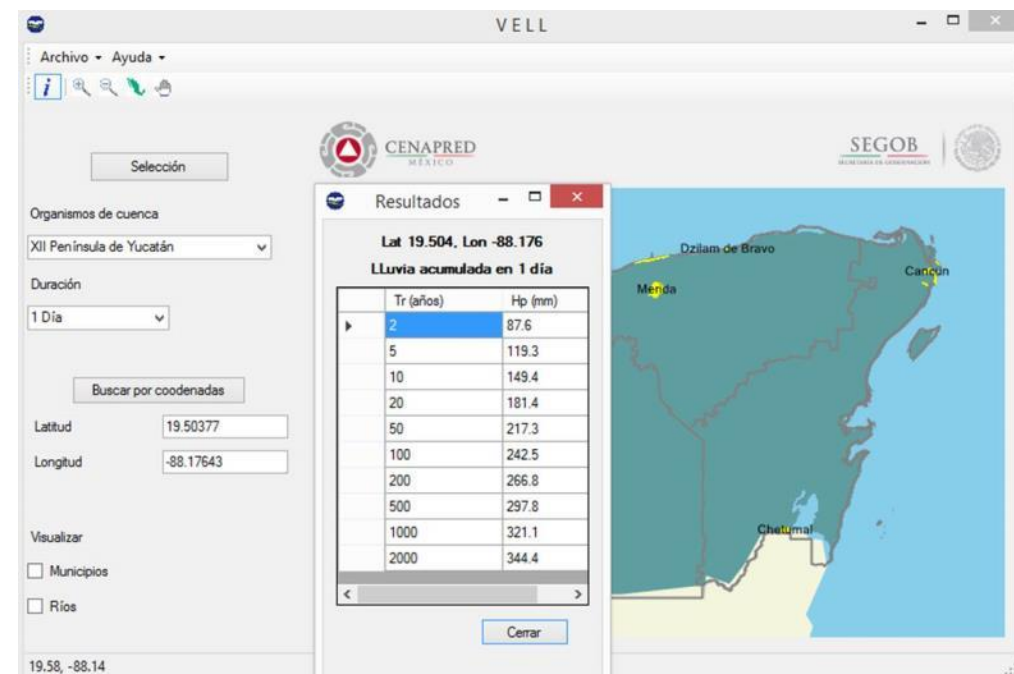 VELL
Archivo Ayuda
i
CENAPRED
MÉXICO
SEGOB
SECRETARÍA DE GOBERNACIÓN
Selección
Organismos de cuenca
XII Península de Yucatán
Duración
1 Día
Buscar por coodenadas
Latitud 19.50377
Longitud -88.17643
Visualizar
Municipios
Ríos
19.58, -88.14
Resultados
Lat 19.504, Lon -88.176
LLuvia acumulada en 1 día
Tr (años) Hp (mm)
2 87.6
5 119.3
10 149.4
20 181.4
50 217.3
100 242.5
200 266.8
500 297.8
1000 321.1
2000 344.4
Cerrar
Dzilam de Bravo
Cancún
Merida
Chetumal